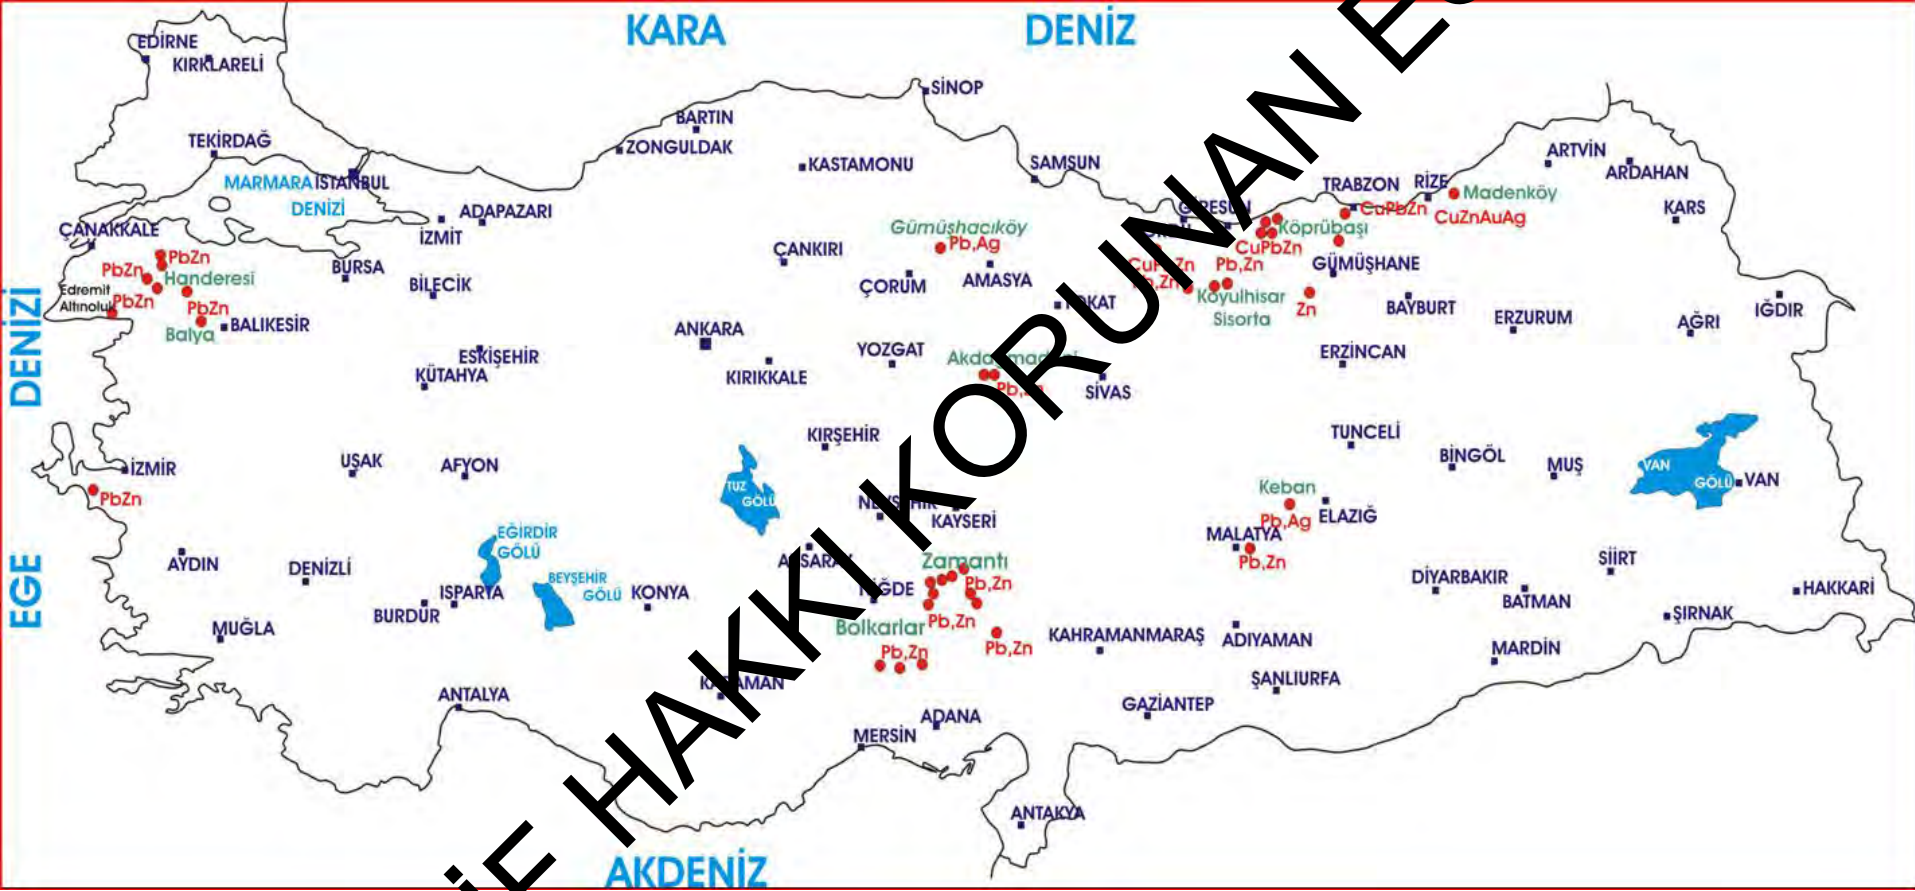 KARA DENİZ
EDİRNE
KIRKLARELİ
SİNOP
BARTIN
ZONGULDAK
TEKİRDAĞ
KASTAMONU
SAMSUN
ARTVİN
ARDAHAN
MARMARA
DENİZİ
İSTANBUL
TRABZON
RİZE
Madenköy
CuPbZn
CuZnAuAg
KARS
ADAPAZARI
İZMİT
GİRESUN
Köprübaşı
CuPbZn
ÇANAKKALE
Gümüşhacıköy
Pb,Ag
ÇANKIRI
PbZn
PbZn
Handeresi
BURSA
BİLECİK
ÇORUM
AMASYA
Pb,Zn
GÜMÜŞHANE
Edremit
Altınoluk
PbZn
PbZn
Koyulhisar
Sisorta
Zn
BAYBURT
ERZURUM
AĞRI
IĞDIR
Balya
BALIKESİR
ANKARA
ESKİŞEHİR
KÜTAHYA
KIRIKKALE
YOZGAT
SİVAS
ERZİNCAN
DENİZİ
KIRŞEHİR
TUNCELİ
BİNGÖL
MUŞ
VAN
GÖLÜ
VAN
İZMİR
PbZn
UŞAK
AFYON
TUZ
GÖLÜ
KAYSERİ
Keban
Pb,Ag
ELAZIĞ
MALATYA
Pb,Zn
EĞİRDİR
GÖLÜ
BEYŞEHİR
GÖLÜ
KONYA
AYDIN
DENİZLİ
ISPARTA
BURDUR
MUĞLA
EGE
Zamantı
Pb,Zn
Pb,Zn
Pb,Zn
Bolkarlar
Pb,Zn
SİİRT
DİYARBAKIR
BATMAN
HAKKARİ
ŞIRNAK
MARDİN
KAHRAMANMARAŞ
ADIYAMAN
ŞANLIURFA
GAZİANTEP
ANTALYA
ADANA
MERSİN
ANTAKYA
AKDENİZ
HAKKI KORUNAN